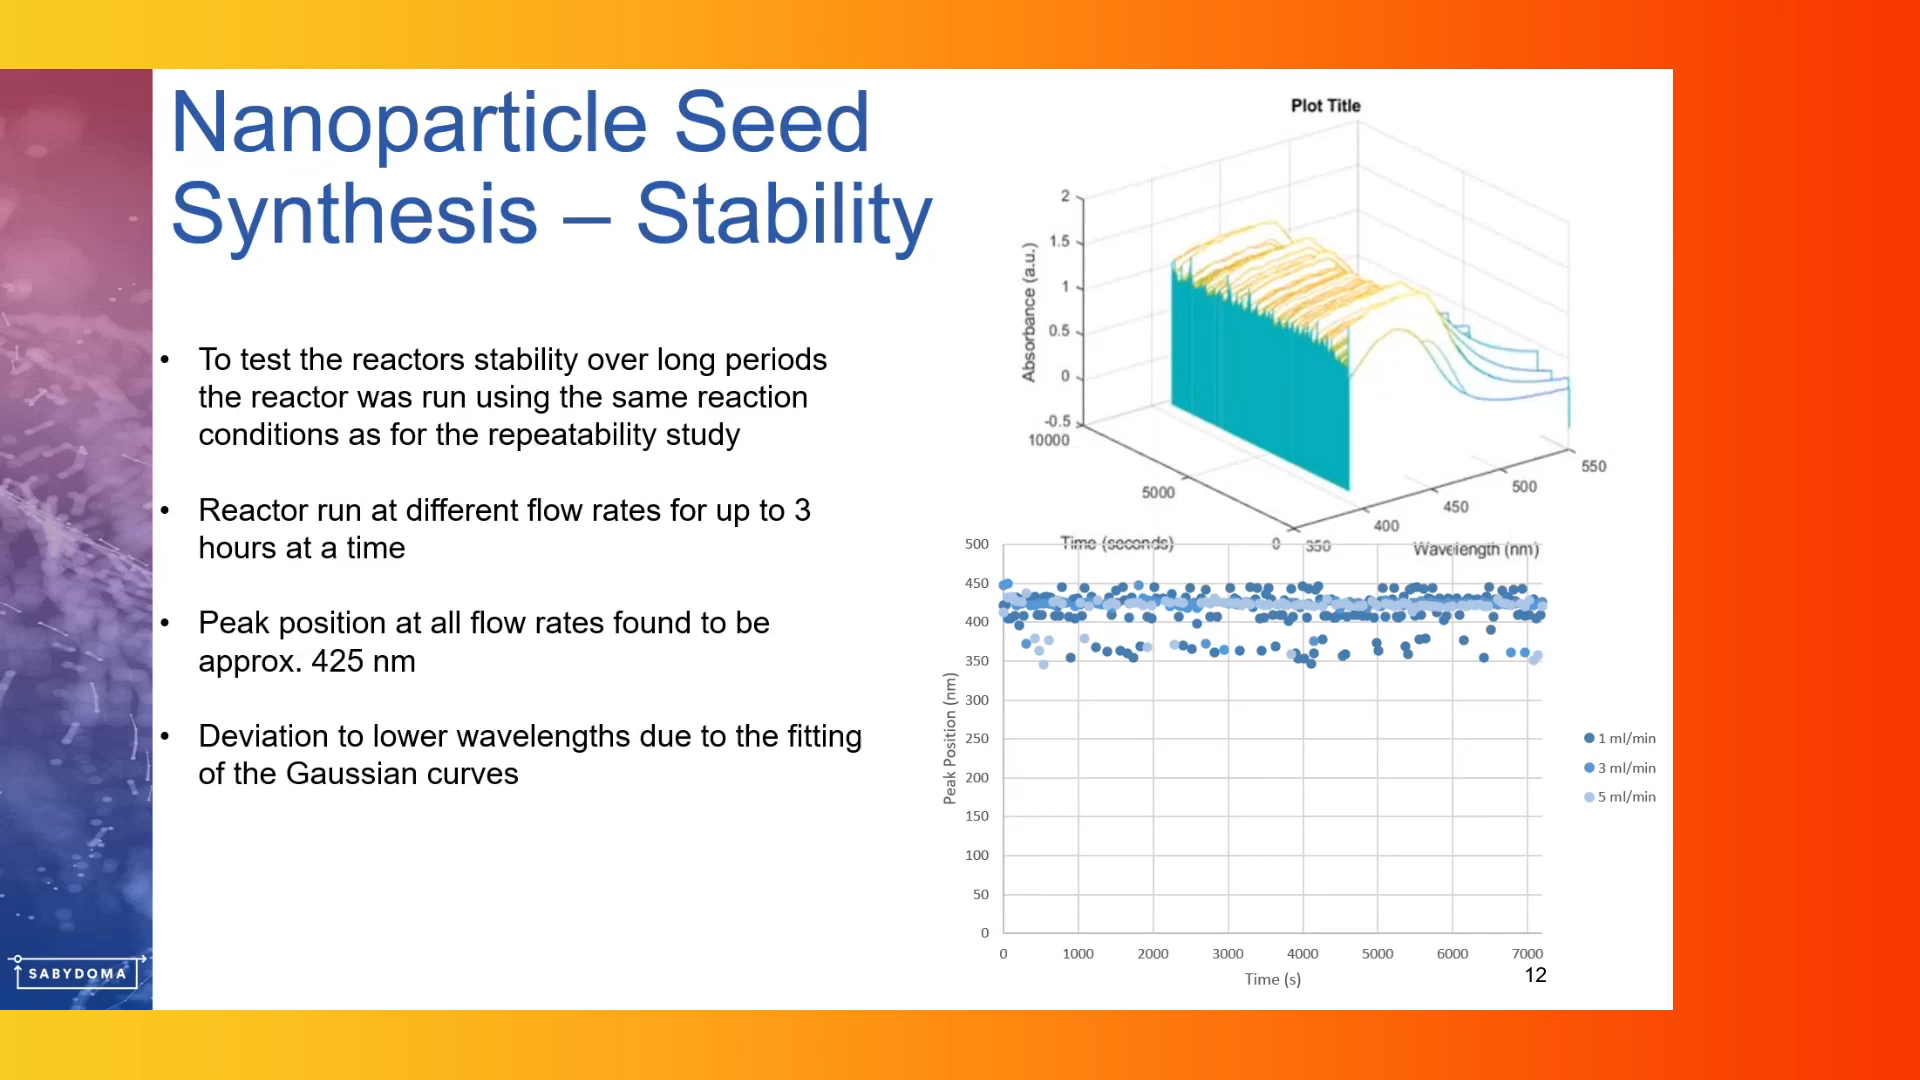 Nanoparticle Seed
Synthesis – Stability
• To test the reactors stability over long periods
the reactor was run using the same reaction
conditions as for the repeatability study
• Reactor run at different flow rates for up to 3
hours at a time
• Peak position at all flow rates found to be
approx. 425 nm
• Deviation to lower wavelengths due to the fitting
of the Gaussian curves
SABYDOMA
Plot Title
Absorbance (a.u.)
2
1.5
1
0.5
0
-0.5
10000
5000
0
Time (seconds)
350
400
450
500
550
Wavelength (nm)
Peak Position (nm)
500
450
400
350
300
250
200
150
100
50
0
0 1000 2000 3000 4000 5000 6000 7000
Time (s)
1 ml/min
3 ml/min
5 ml/min
12